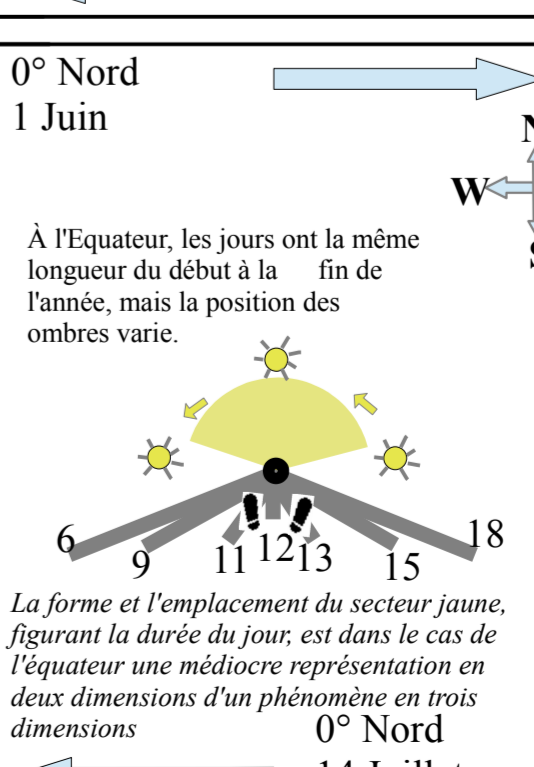 0° Nord
1 Juin
N
W
S
À l'Equateur, les jours ont la même
longueur du début à la fin de
l'année, mais la position des
ombres varie.
6
9
11
12
13
15
18
La forme et l'emplacement du secteur jaune,
figurant la durée du jour, est dans le cas de
l'équateur une médiocre représentation en
deux dimensions d'un phénomène en trois
dimensions
0° Nord
14 Juillet